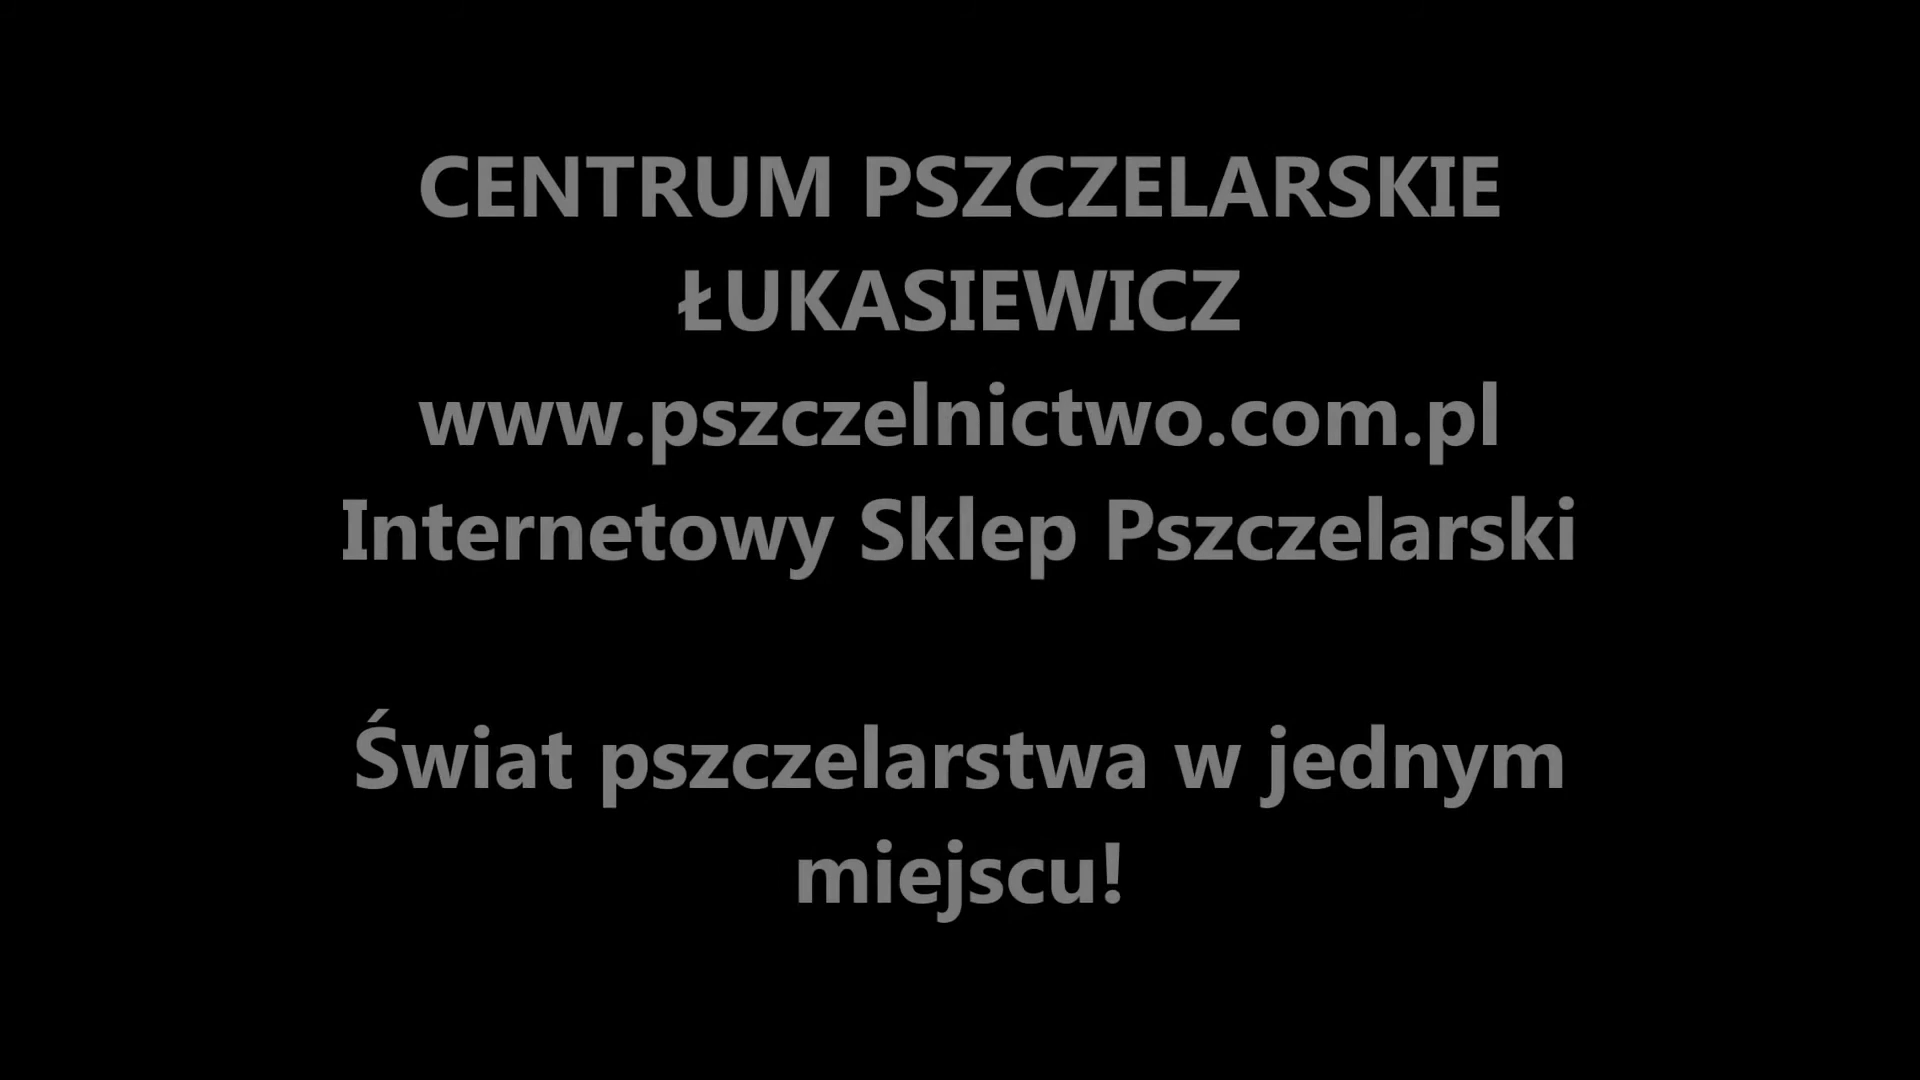 CENTRUM PSZCZELARSKIE
ŁUKASIEWICZ
www.pszczelnictwo.com.pl
Internetowy Sklep Pszczelarski
Świat pszczelarstwa w jednym
miejscu!